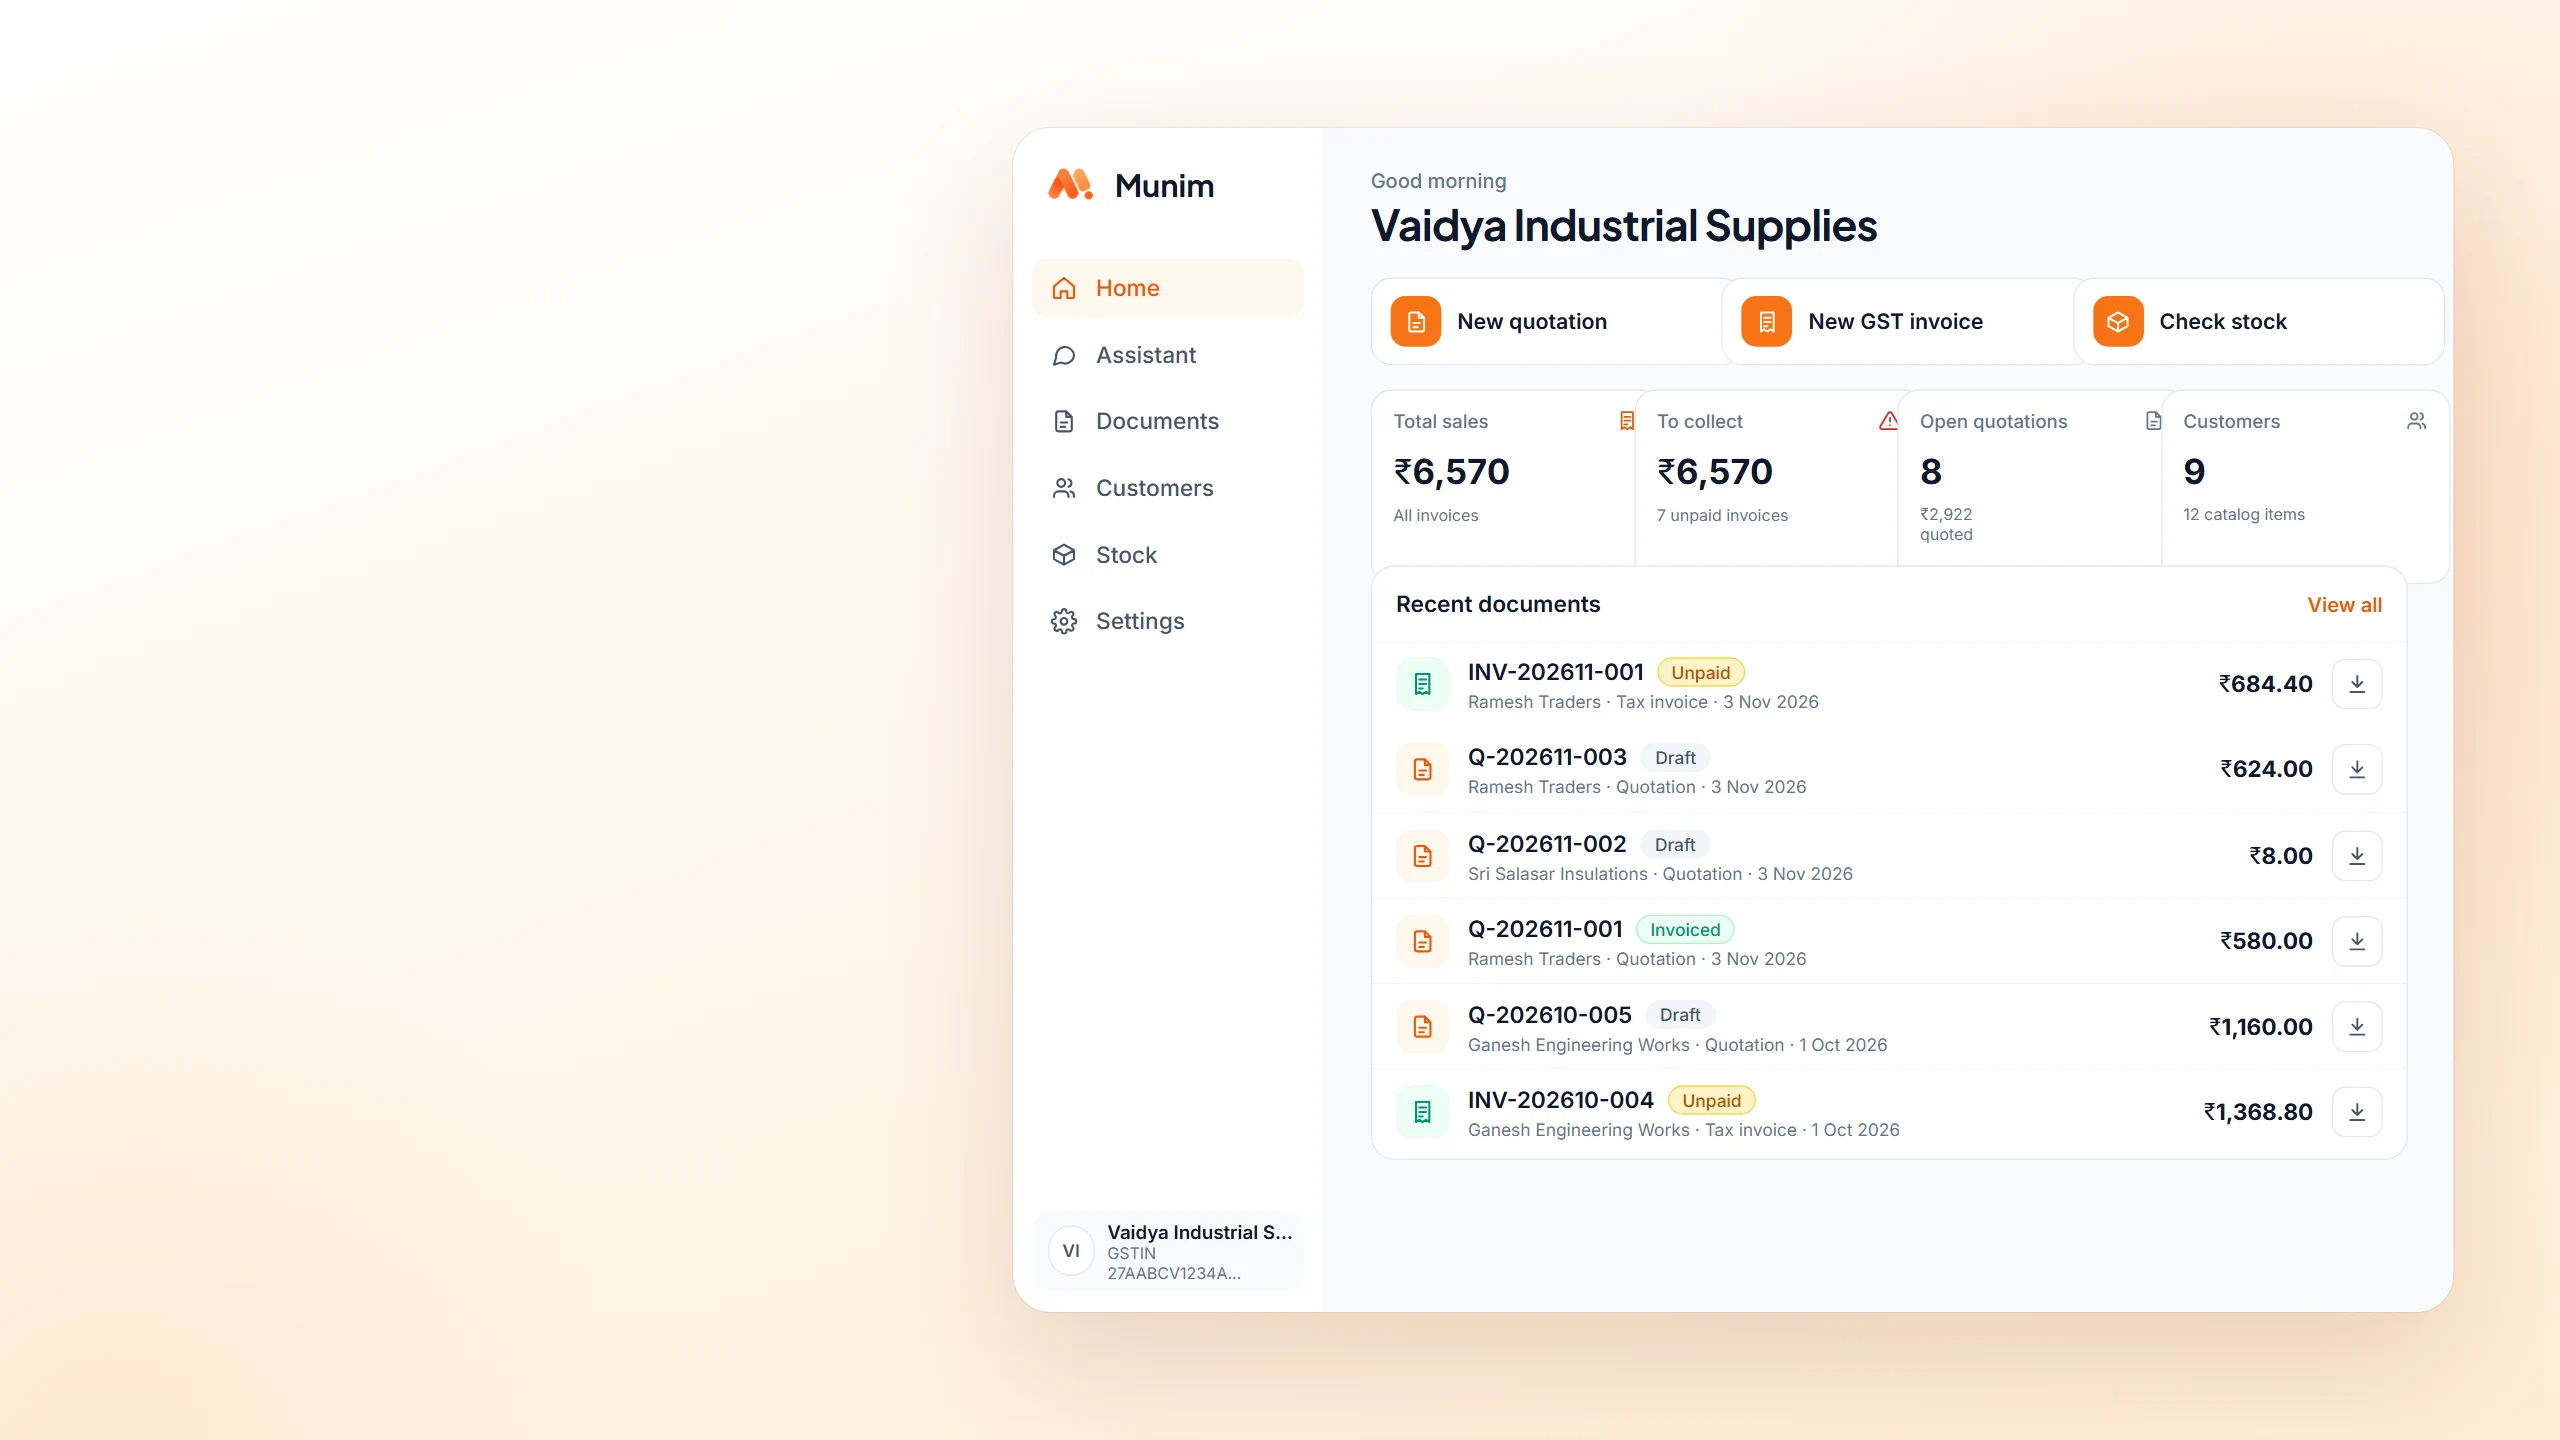 Munim
Home
Assistant
Documents
Customers
Stock
Settings
VI
Vaidya Industrial S...
GSTIN
27AABCV1234A...
Good morning
Vaidya Industrial Supplies
New quotation
New GST invoice
Check stock
Total sales
₹6,570
All invoices
To collect
₹6,570
7 unpaid invoices
Open quotations
8
₹2,922
quoted
Customers
9
12 catalog items
Recent documents
View all
INV-202611-001 Unpaid
Ramesh Traders · Tax invoice · 3 Nov 2026
₹684.40
Q-202611-003 Draft
Ramesh Traders · Quotation · 3 Nov 2026
₹624.00
Q-202611-002 Draft
Sri Salasar Insulations · Quotation · 3 Nov 2026
₹8.00
Q-202611-001 Invoiced
Ramesh Traders · Quotation · 3 Nov 2026
₹580.00
Q-202610-005 Draft
Ganesh Engineering Works · Quotation · 1 Oct 2026
₹1,160.00
INV-202610-004 Unpaid
Ganesh Engineering Works · Tax invoice · 1 Oct 2026
₹1,368.80